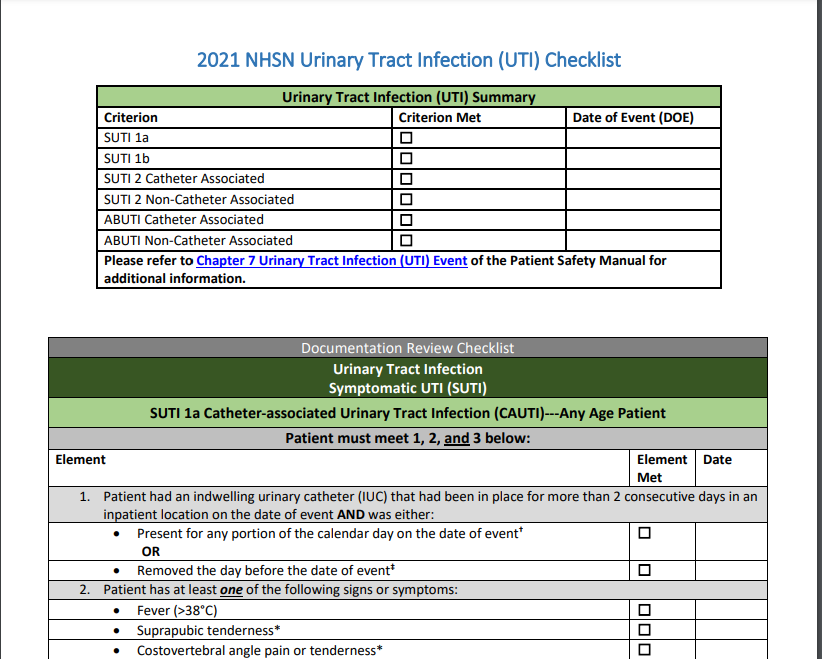 2021 NHSN Urinary Tract Infection (UTI) Checklist
Urinary Tract Infection (UTI) Summary
Criterion Criterion Met Date of Event (DOE)
SUTI 1a ☐
SUTI 1b ☐
SUTI 2 Catheter Associated ☐
SUTI 2 Non-Catheter Associated ☐
ABUTI Catheter Associated ☐
ABUTI Non-Catheter Associated ☐
Please refer to Chapter 7 Urinary Tract Infection (UTI) Event of the Patient Safety Manual for
additional information.
Documentation Review Checklist
Urinary Tract Infection
Symptomatic UTI (SUTI)
SUTI 1a Catheter-associated Urinary Tract Infection (CAUTI)---Any Age Patient
Patient must meet 1, 2, and 3 below:
Element Element Met Date
1. Patient had an indwelling urinary catheter (IUC) that had been in place for more than 2 consecutive days in an
inpatient location on the date of event AND was either:
• Present for any portion of the calendar day on the date of event† ☐
OR
• Removed the day before the date of event‡ ☐
2. Patient has at least one of the following signs or symptoms:
• Fever (>38°C) ☐
• Suprapubic tenderness* ☐
• Costovertebral angle pain or tenderness* ☐